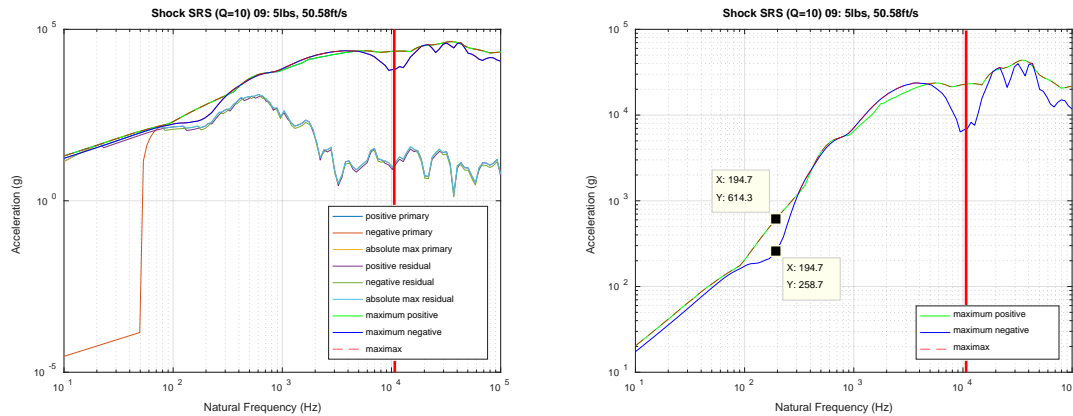 Shock SRS (Q=10) 09: 5lbs, 50.58ft/s
10^5
10^0
10^-5
Acceleration (g)
10^1
10^2
10^3
10^4
10^5
Natural Frequency (Hz)
positive primary
negative primary
absolute max primary
positive residual
negative residual
absolute max residual
maximum positive
maximum negative
maximax
Shock SRS (Q=10) 09: 5lbs, 50.58ft/s
10^5
10^4
10^3
10^2
10^1
Acceleration (g)
X: 194.7
Y: 614.3
X: 194.7
Y: 258.7
maximum positive
maximum negative
maximax
10^1
10^2
10^3
10^4
10^5
Natural Frequency (Hz)